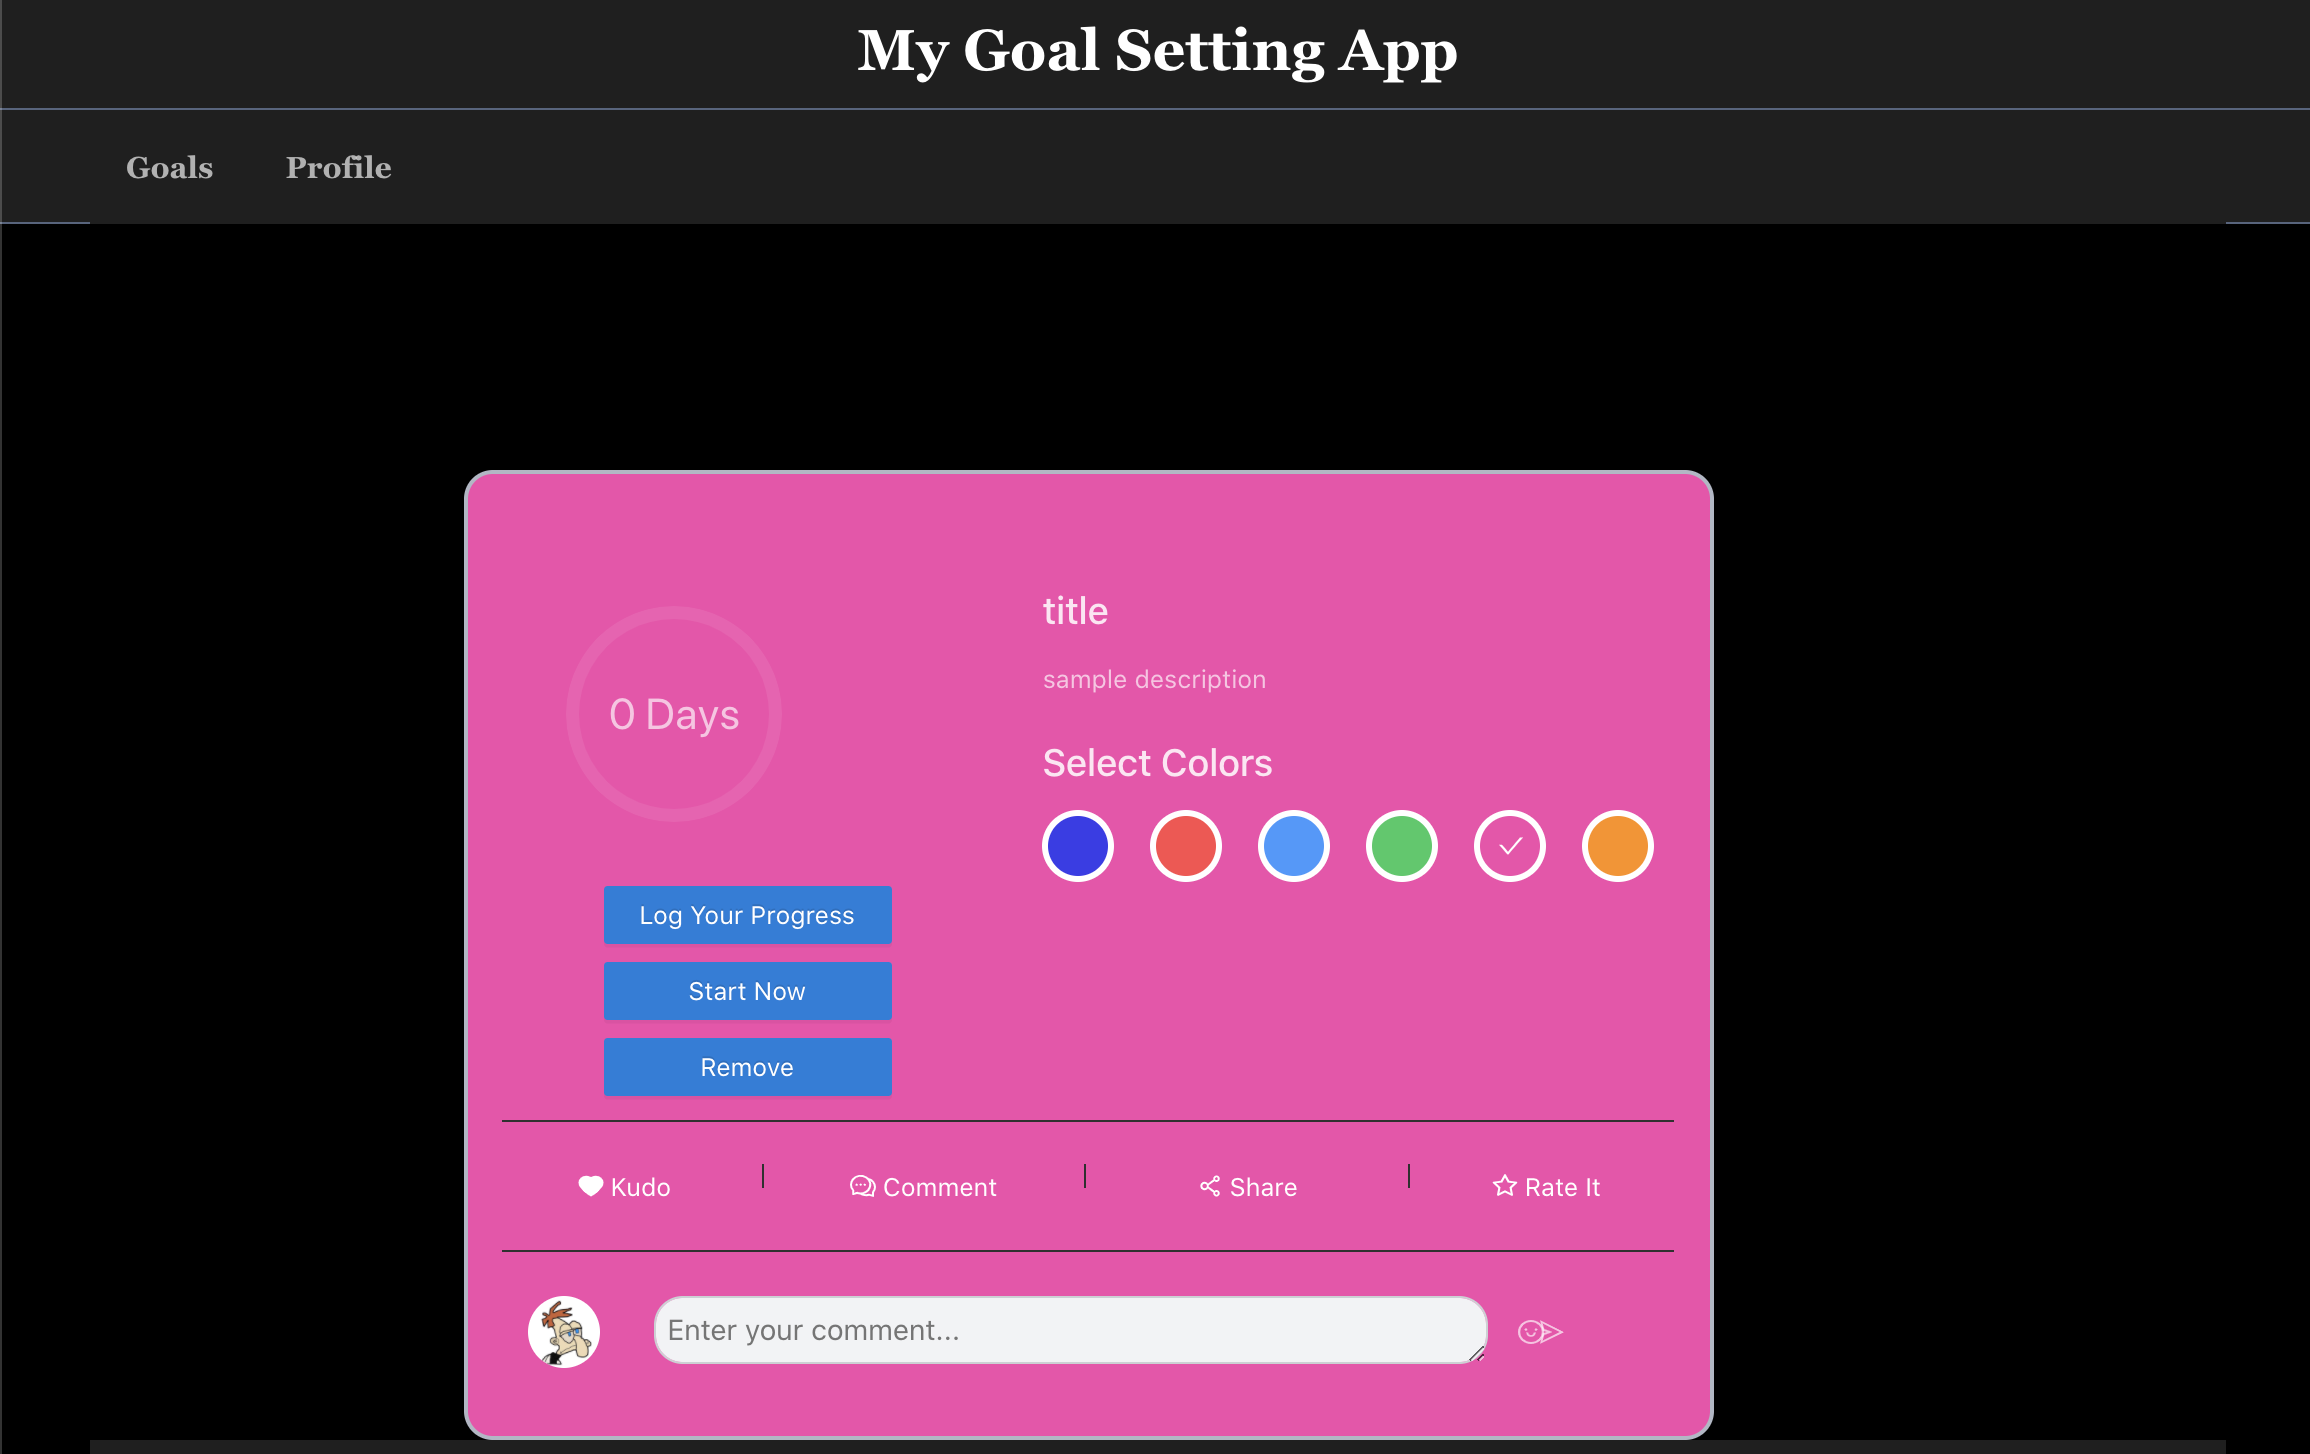 My Goal Setting App
Goals
Profile
title
sample description
0 Days
Select Colors
Log Your Progress
Start Now
Remove
Kudo
Comment
Share
Rate It
Enter your comment...